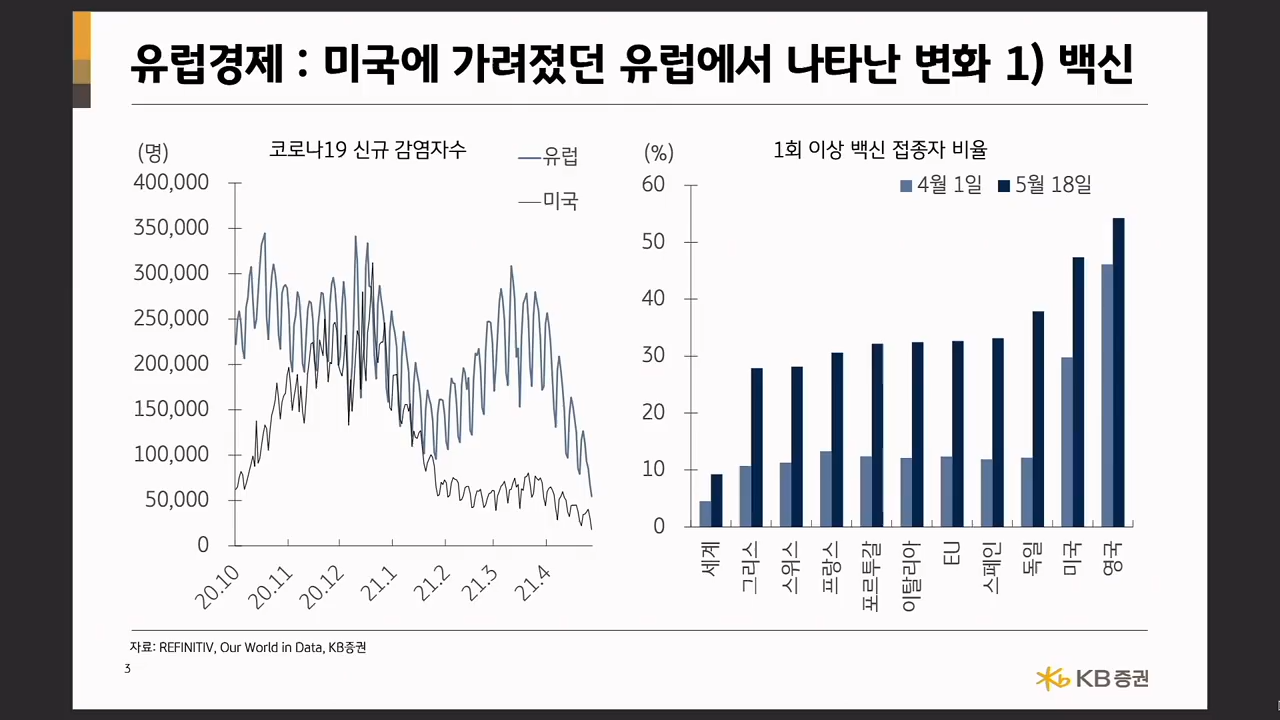 유럽경제 : 미국에 가려졌던 유럽에서 나타난 변화 1) 백신
(명)
코로나19 신규 감염자수
유럽
미국
400,000
350,000
300,000
250,000
200,000
150,000
100,000
50,000
0
20.10
20.11
20.12
21.1
21.2
21.3
21.4
(%)
1회 이상 백신 접종자 비율
4월 1일
5월 18일
60
50
40
30
20
10
0
세계
그리스
스위스
프랑스
포르투갈
이탈리아
EU
스페인
독일
미국
영국
자료: REFINITIV, Our World in Data, KB증권
3
KB증권